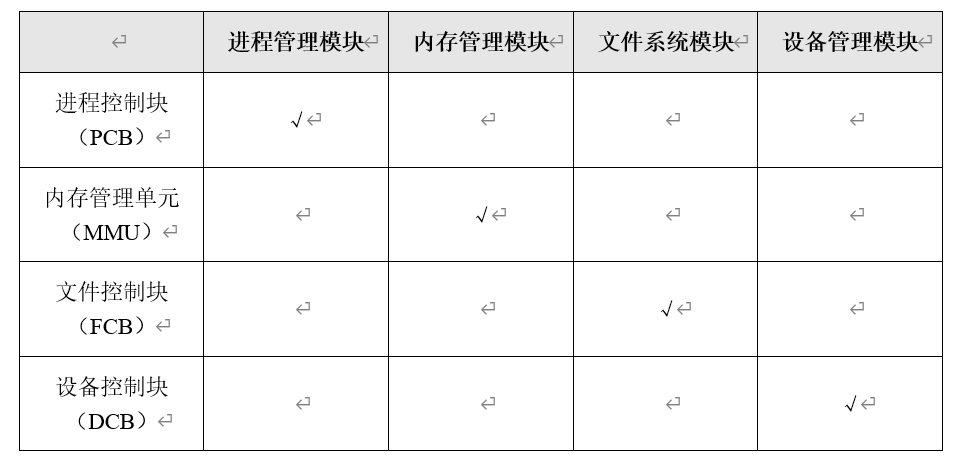 进程管理模块 内存管理模块 文件系统模块 设备管理模块
进程控制块
（PCB） √
内存管理单元
（MMU） √
文件控制块
（FCB） √
设备控制块
（DCB） √